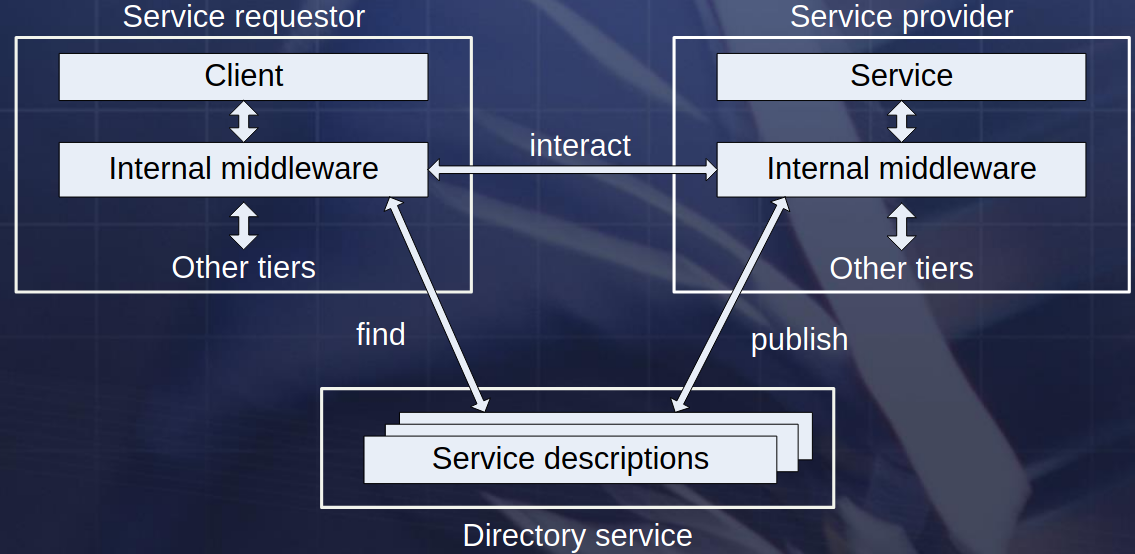 Service requestor
Service provider
Client
Service
Internal middleware
interact
Internal middleware
Other tiers
Other tiers
find
publish
Service descriptions
Directory service